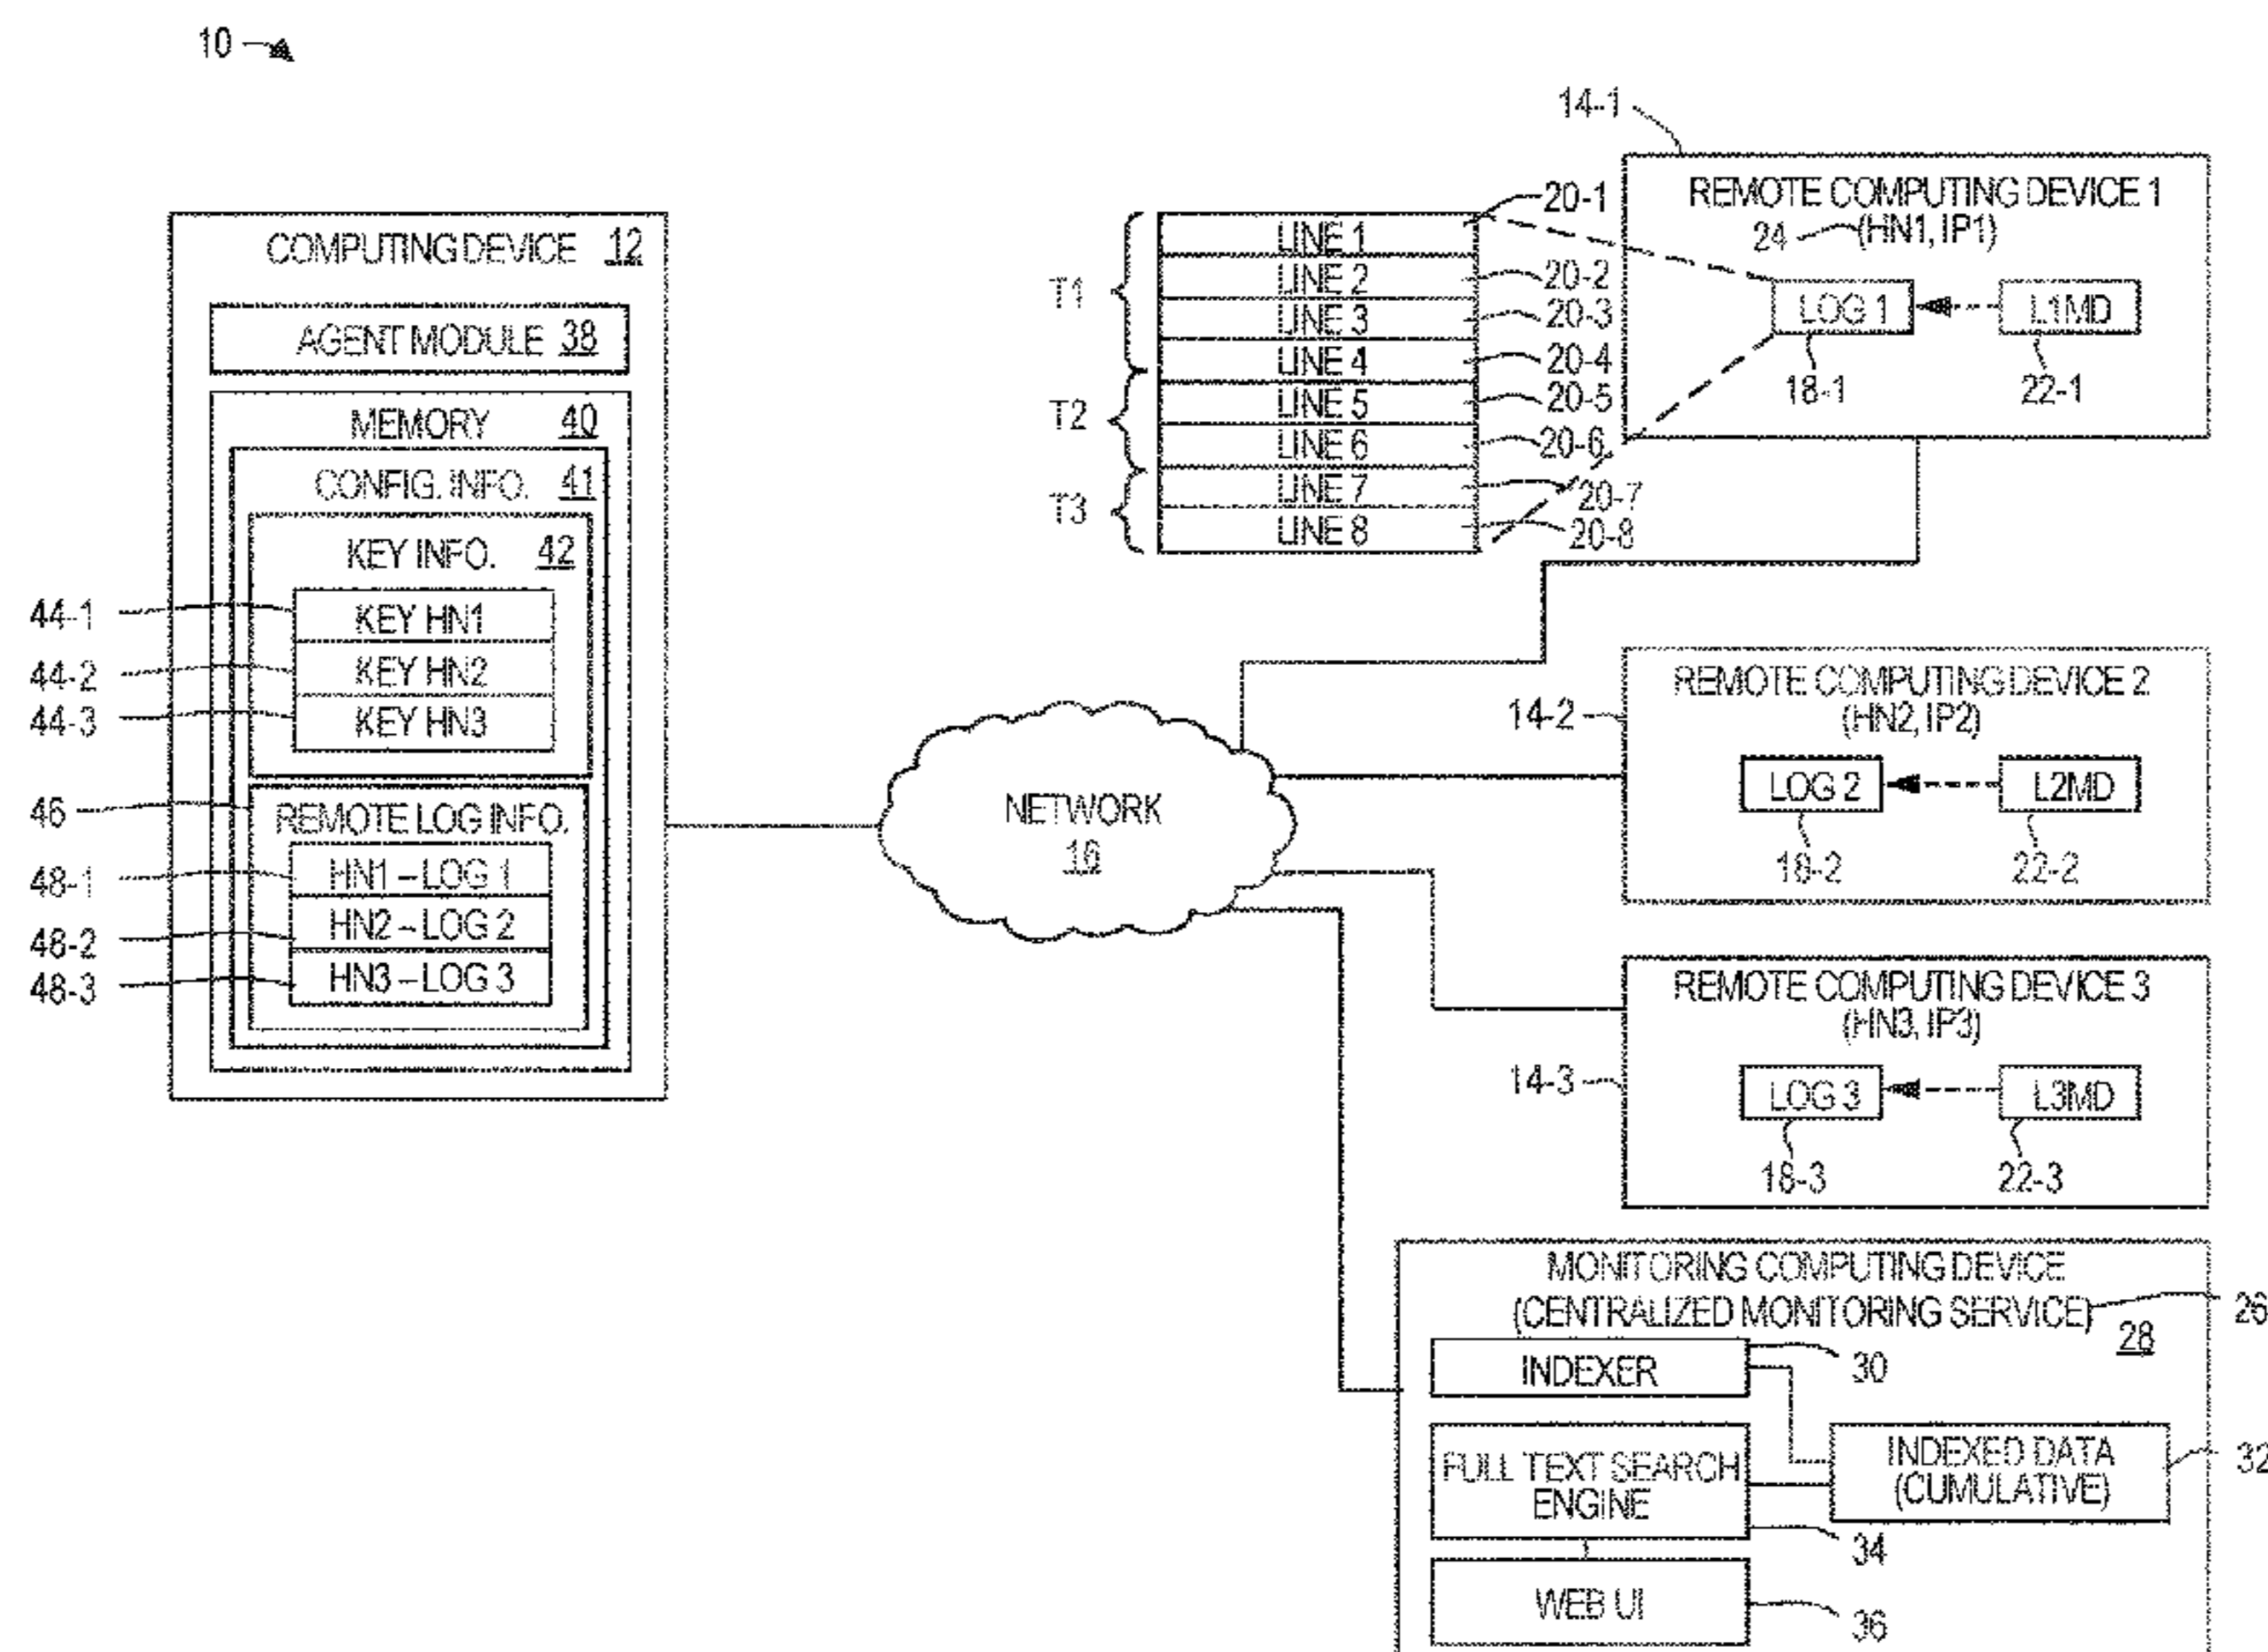 10
COMPUTING DEVICE 12
AGENT MODULE 38
MEMORY 40
CONFIG. INFO. 41
KEY INFO. 42
44-1
KEY HN1
44-2
KEY HN2
44-3
KEY HN3
46
REMOTE LOG INFO.
48-1
HN1 – LOG 1
48-2
HN2 – LOG 2
48-3
HN3 – LOG 3
NETWORK
16
T1
T2
T3
LINE 1
LINE 2
LINE 3
LINE 4
LINE 5
LINE 6
LINE 7
LINE 8
20-1
20-2
20-3
20-4
20-5
20-6
20-7
20-8
14-1
REMOTE COMPUTING DEVICE 1
24
(HN1, IP1)
LOG 1
L1MD
18-1
22-1
14-2
REMOTE COMPUTING DEVICE 2
(HN2, IP2)
LOG 2
L2MD
18-2
22-2
14-3
REMOTE COMPUTING DEVICE 3
(HN3, IP3)
LOG 3
L3MD
18-3
22-3
MONITORING COMPUTING DEVICE
(CENTRALIZED MONITORING SERVICE)
26
28
INDEXER
30
FULL TEXT SEARCH
ENGINE
34
INDEXED DATA
(CUMULATIVE)
32
WEB UI
36